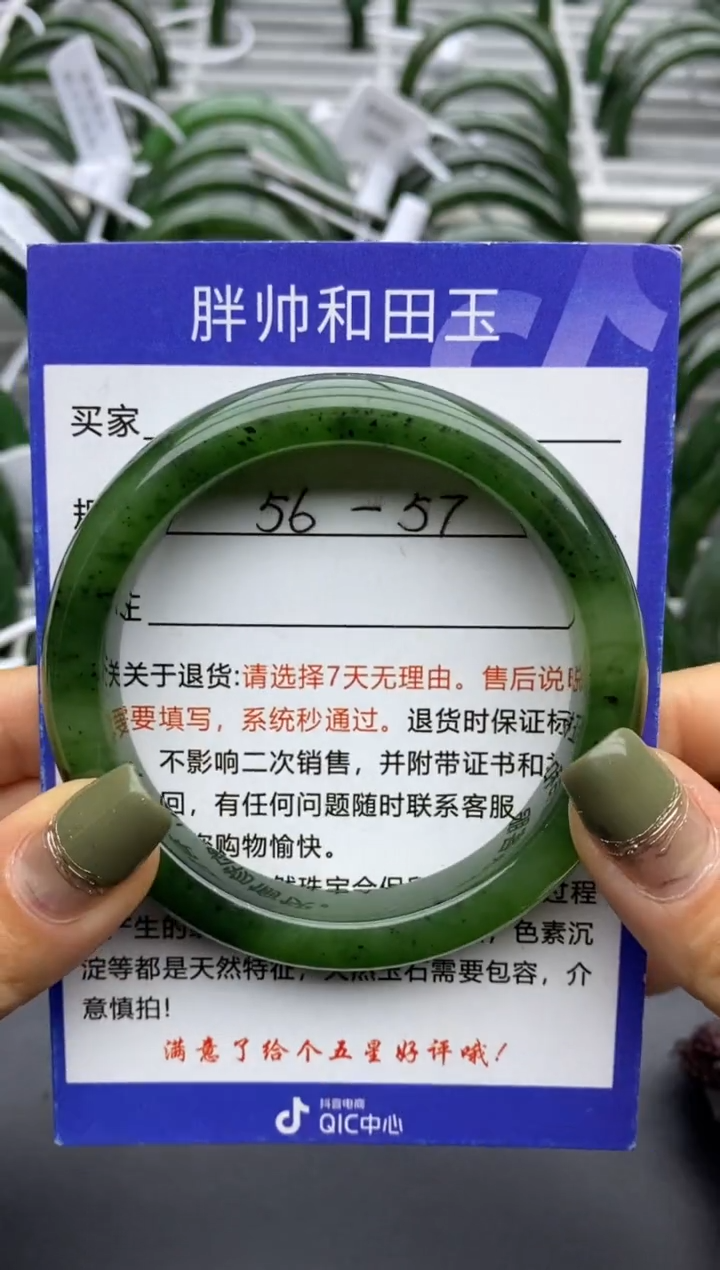 胖帅和田玉
买家
56-57
关于退货:请选择7天无理由。售后说
要填写，系统秒通过。退货时保证标
不影响二次销售，并附带证书和
回，有任何问题随时联系客服
购物愉快。
过程
产生的 色素沉
淀等都是天然特征，天然玉石需要包容，介
意慎拍!
满意了给个五星好评哦!
抖音电商
QIC中心